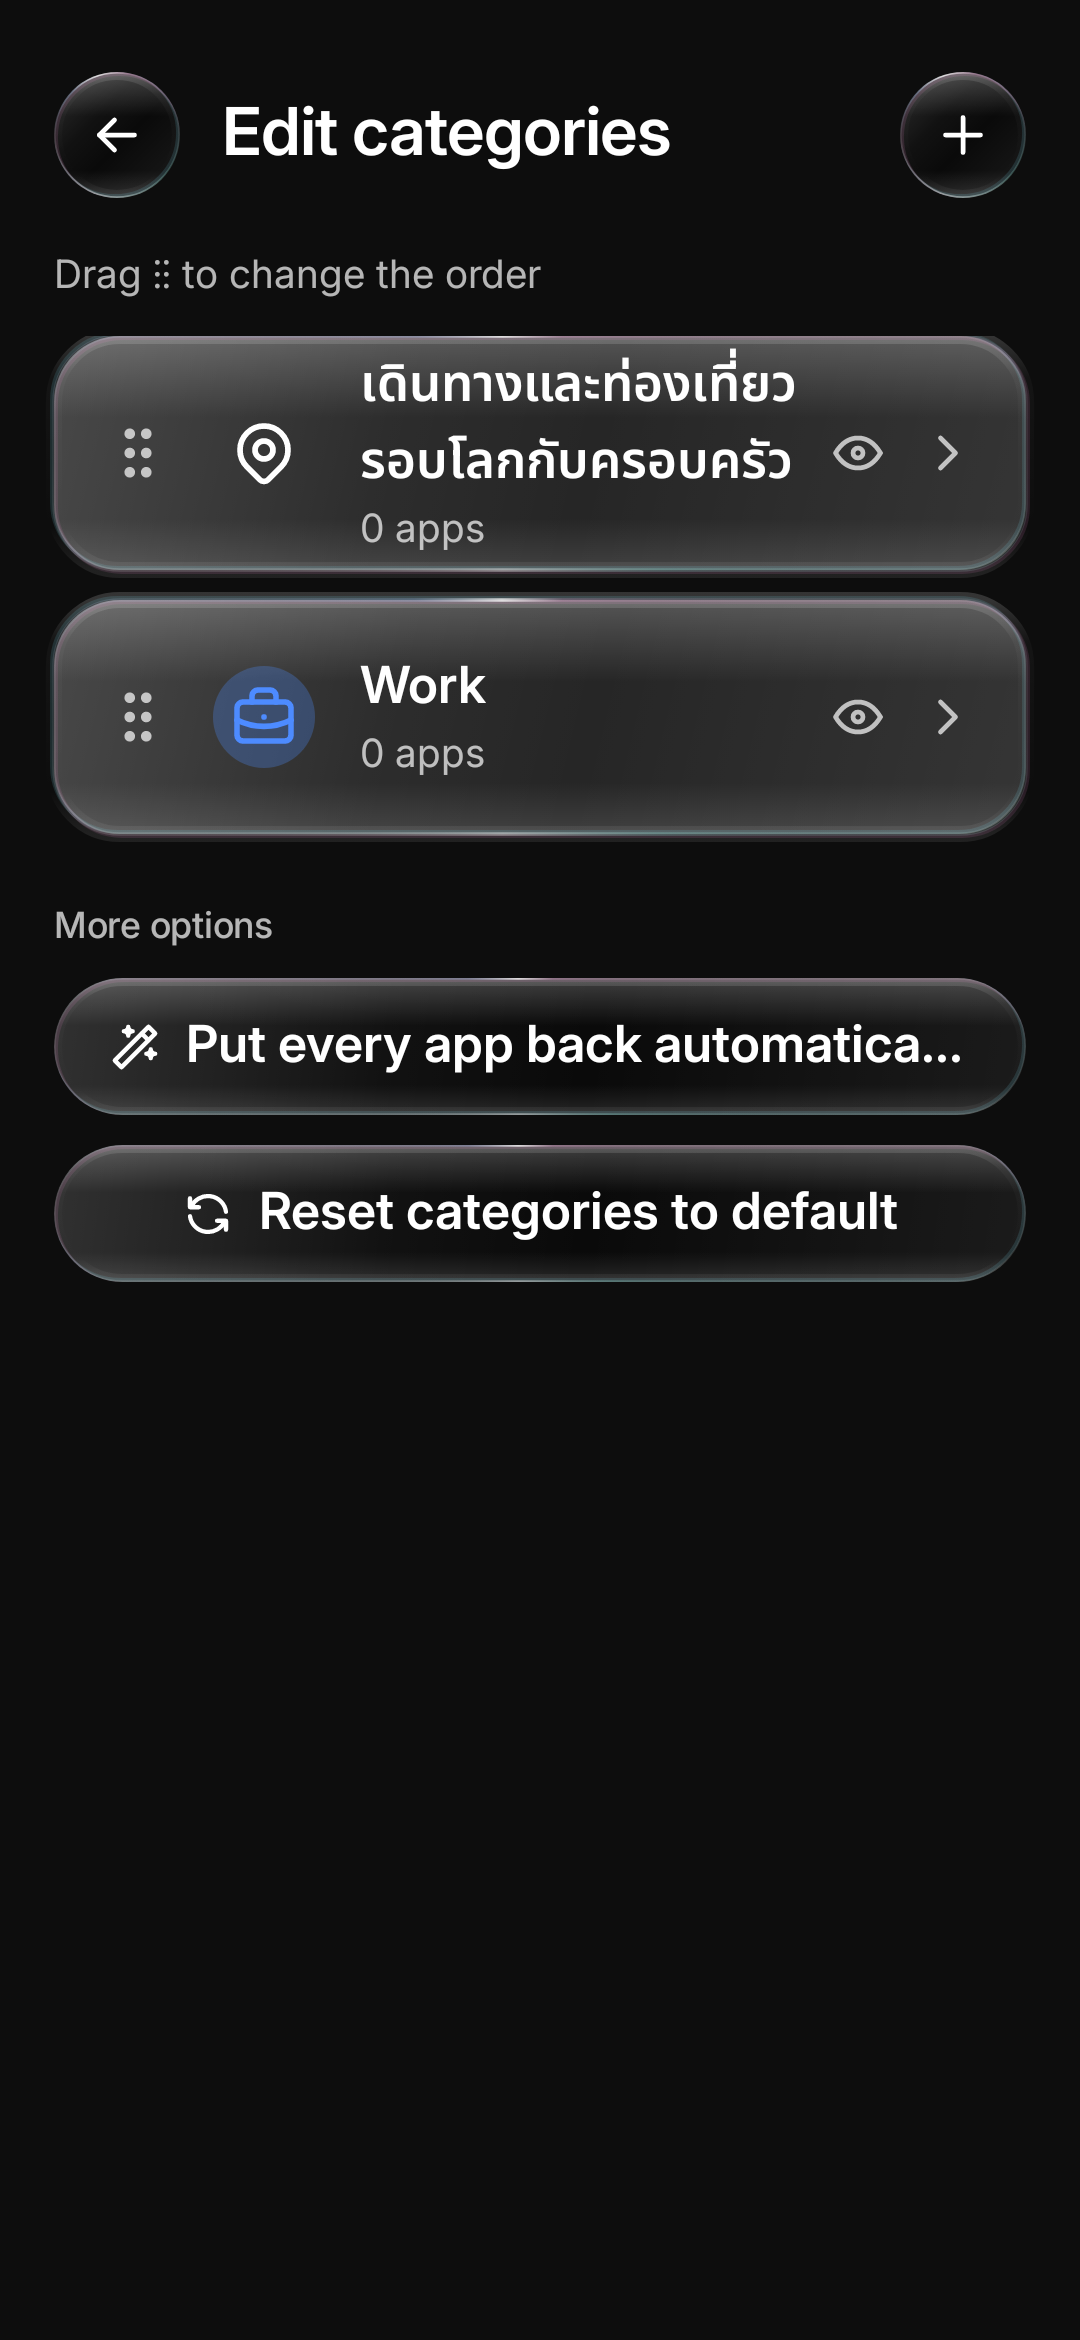 Edit categories
Drag ⠿ to change the order
เดินทางและท่องเที่ยว
รอบโลกกับครอบครัว
0 apps
Work
0 apps
More options
Put every app back automatica...
Reset categories to default